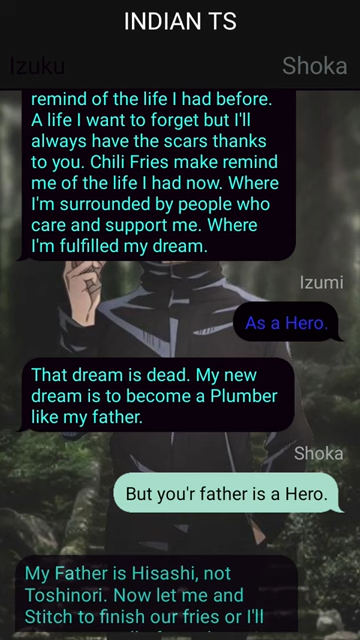 INDIAN TS
Izuku
Shoka
remind of the life I had before.
A life I want to forget but I'll
always have the scars thanks
to you. Chili Fries make remind
me of the life I had now. Where
I'm surrounded by people who
care and support me. Where
I'm fulfilled my dream.
Izumi
As a Hero.
That dream is dead. My new
dream is to become a Plumber
like my father.
Shoka
But you'r father is a Hero.
My Father is Hisashi, not
Toshinori. Now let me and
Stitch to finish our fries or I'll